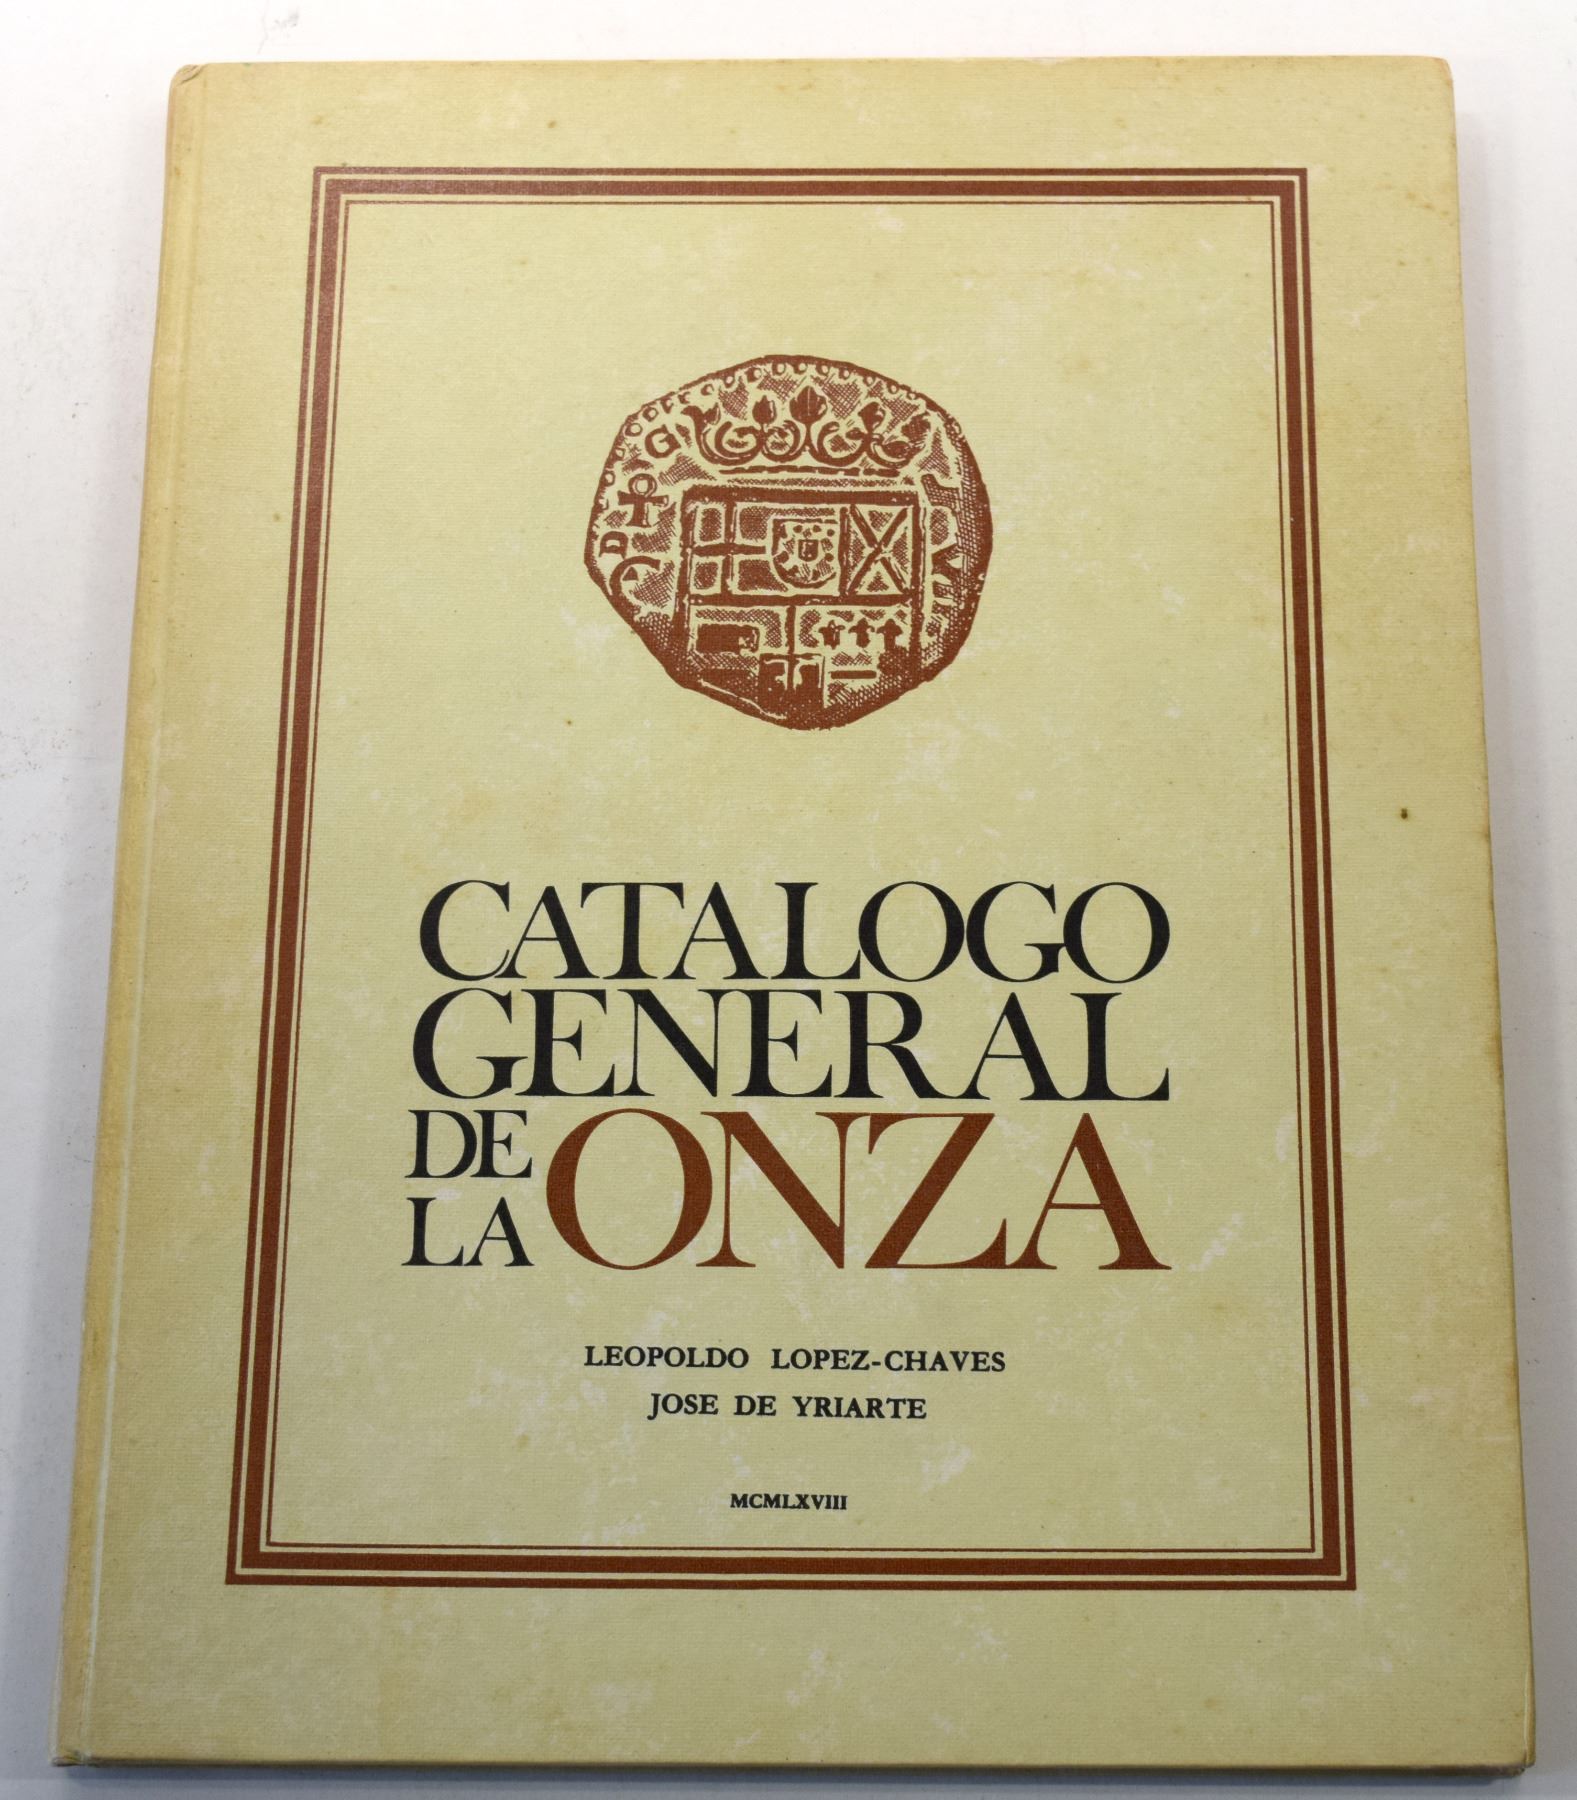 CATALOGO
GENERAL
DE
LA ONZA
LEOPOLDO LOPEZ-CHAVES
JOSE DE YRIARTE
MCMLXVIII